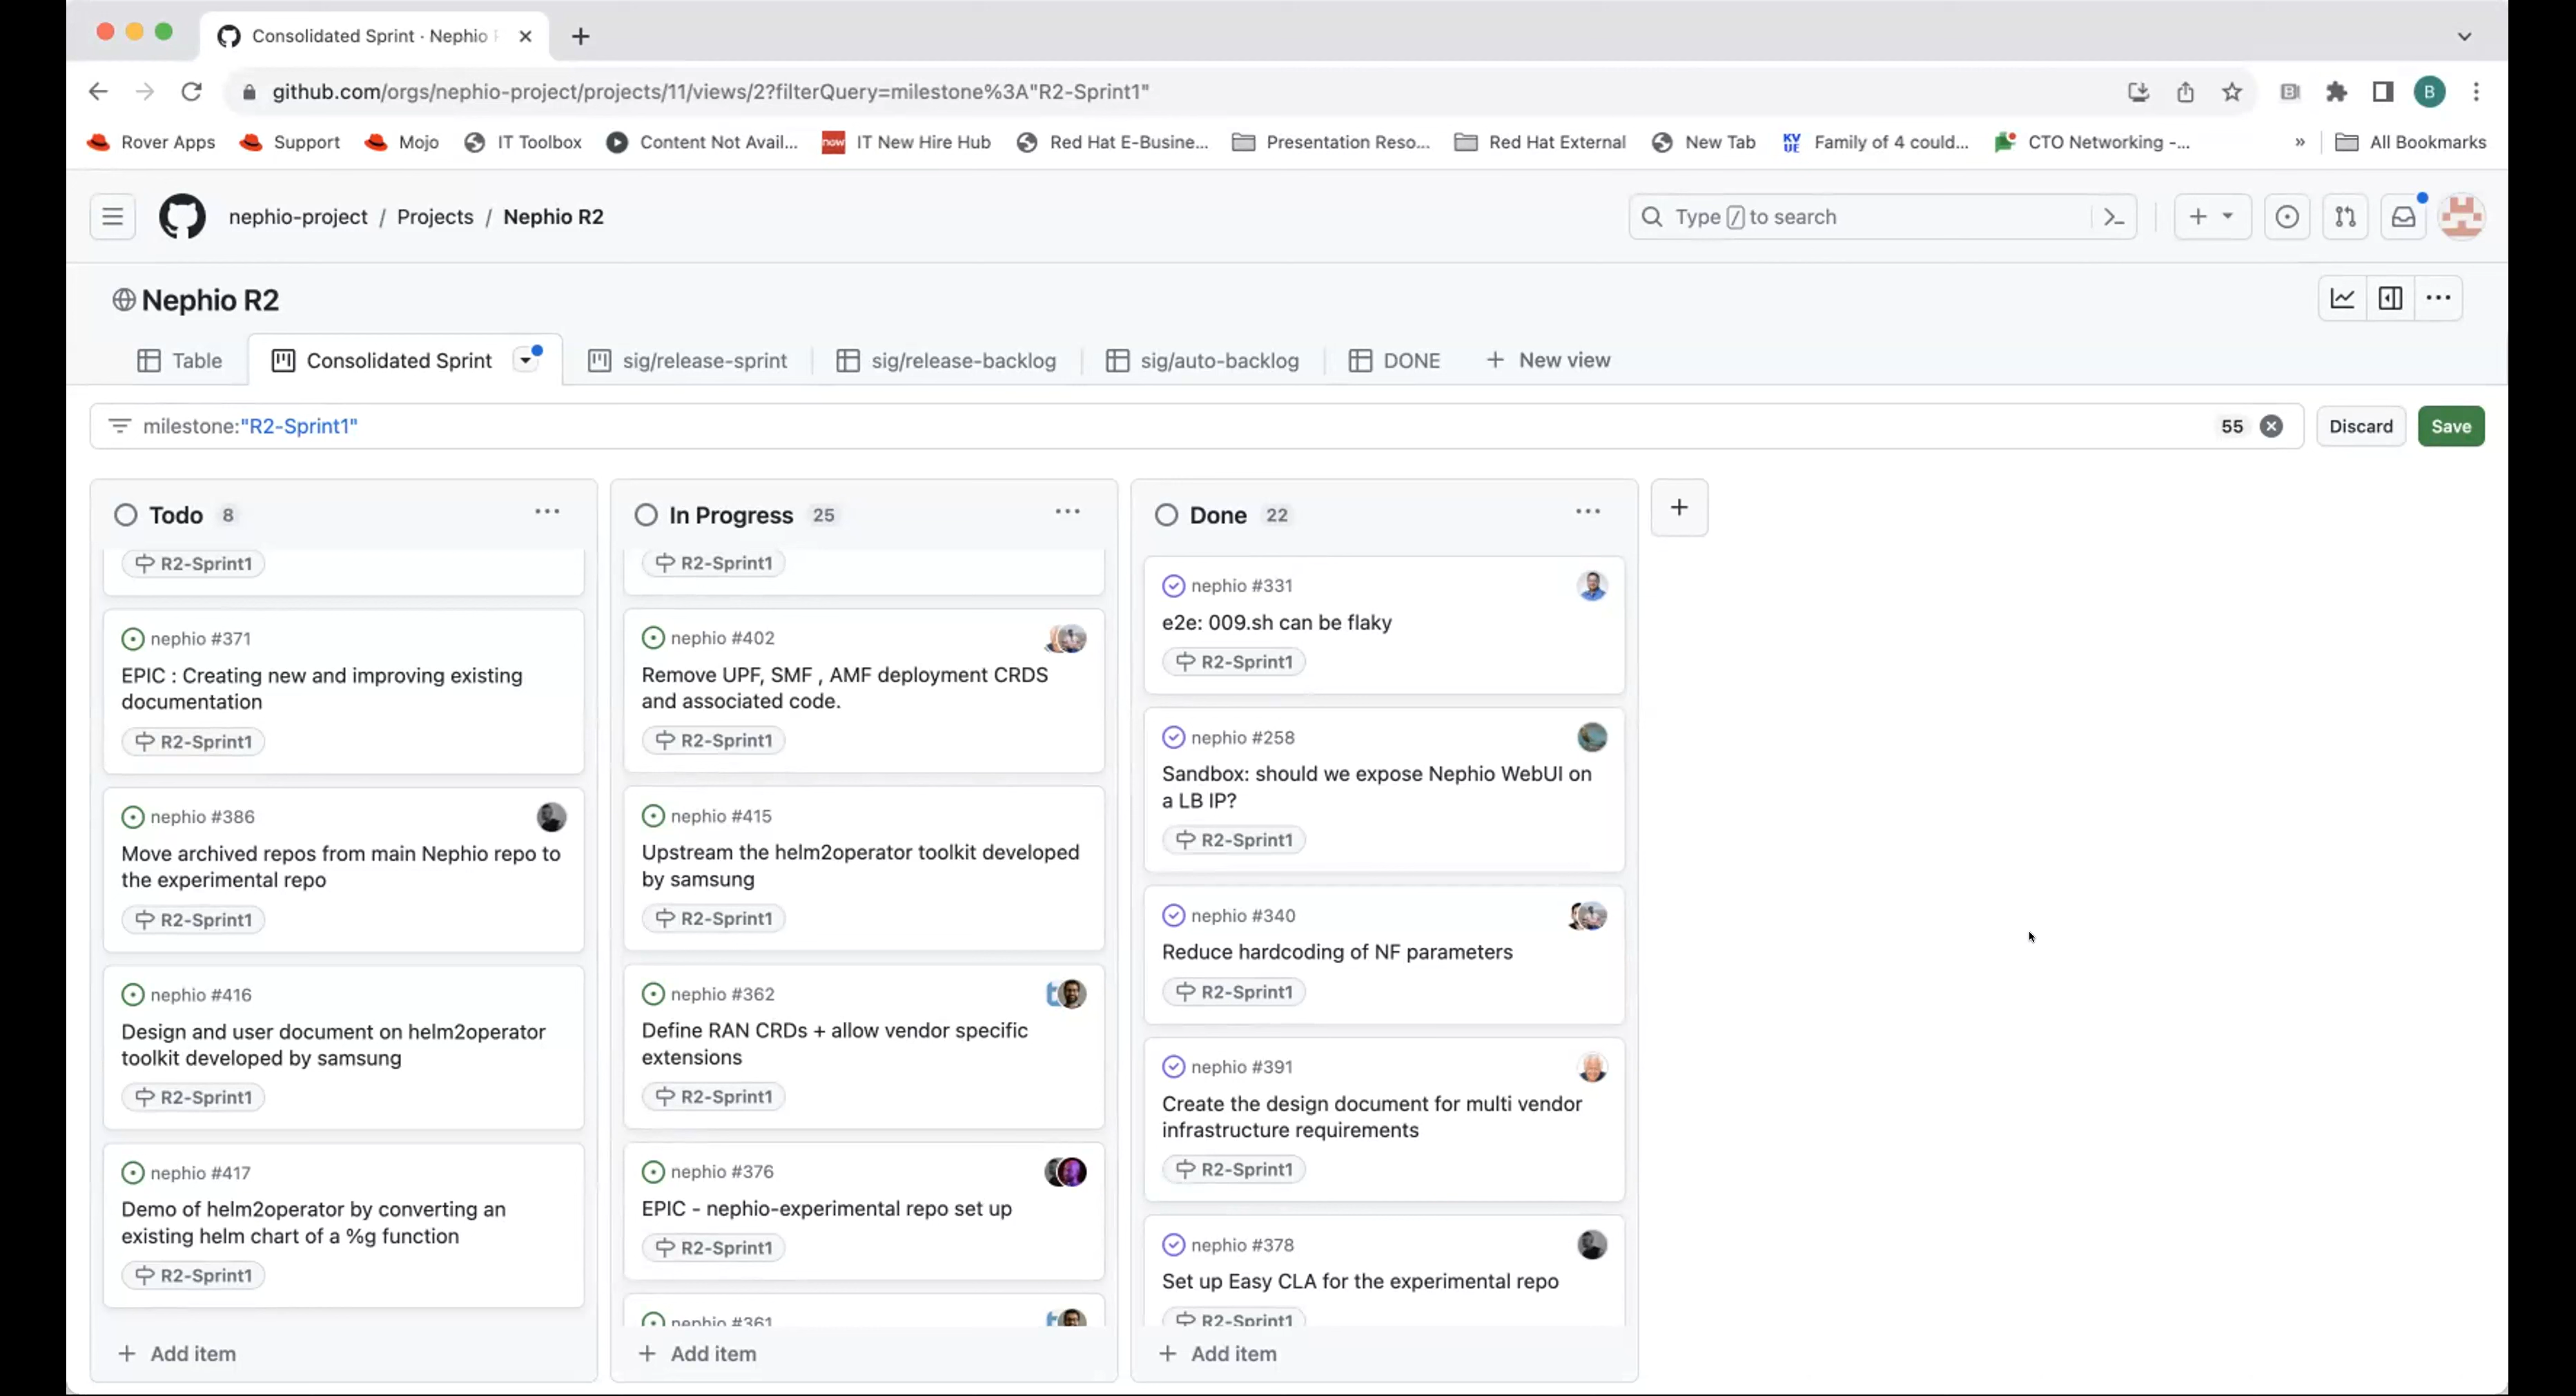 Consolidated Sprint · Nephio
github.com/orgs/nephio-project/projects/11/views/2?filterQuery=milestone%3A"R2-Sprint1"
B
Rover Apps
Support
Mojo
IT Toolbox
Content Not Avail...
now
IT New Hire Hub
Red Hat E-Busine...
Presentation Reso...
Red Hat External
New Tab
KV
UE
Family of 4 could...
CTO Networking -...
»
All Bookmarks
nephio-project / Projects / Nephio R2
Type / to search
Nephio R2
Table
Consolidated Sprint
sig/release-sprint
sig/release-backlog
sig/auto-backlog
DONE
+ New view
milestone:"R2-Sprint1"
55
Discard
Save
Todo 8
R2-Sprint1
nephio #371
EPIC : Creating new and improving existing
documentation
R2-Sprint1
nephio #386
Move archived repos from main Nephio repo to
the experimental repo
R2-Sprint1
nephio #416
Design and user document on helm2operator
toolkit developed by samsung
R2-Sprint1
nephio #417
Demo of helm2operator by converting an
existing helm chart of a %g function
R2-Sprint1
+ Add item
In Progress 25
R2-Sprint1
nephio #402
Remove UPF, SMF , AMF deployment CRDS
and associated code.
R2-Sprint1
nephio #415
Upstream the helm2operator toolkit developed
by samsung
R2-Sprint1
nephio #362
Define RAN CRDs + allow vendor specific
extensions
R2-Sprint1
nephio #376
EPIC - nephio-experimental repo set up
R2-Sprint1
nephio #361
+ Add item
Done 22
nephio #331
e2e: 009.sh can be flaky
R2-Sprint1
nephio #258
Sandbox: should we expose Nephio WebUI on
a LB IP?
R2-Sprint1
nephio #340
Reduce hardcoding of NF parameters
R2-Sprint1
nephio #391
Create the design document for multi vendor
infrastructure requirements
R2-Sprint1
nephio #378
Set up Easy CLA for the experimental repo
R2-Sprint1
+ Add item